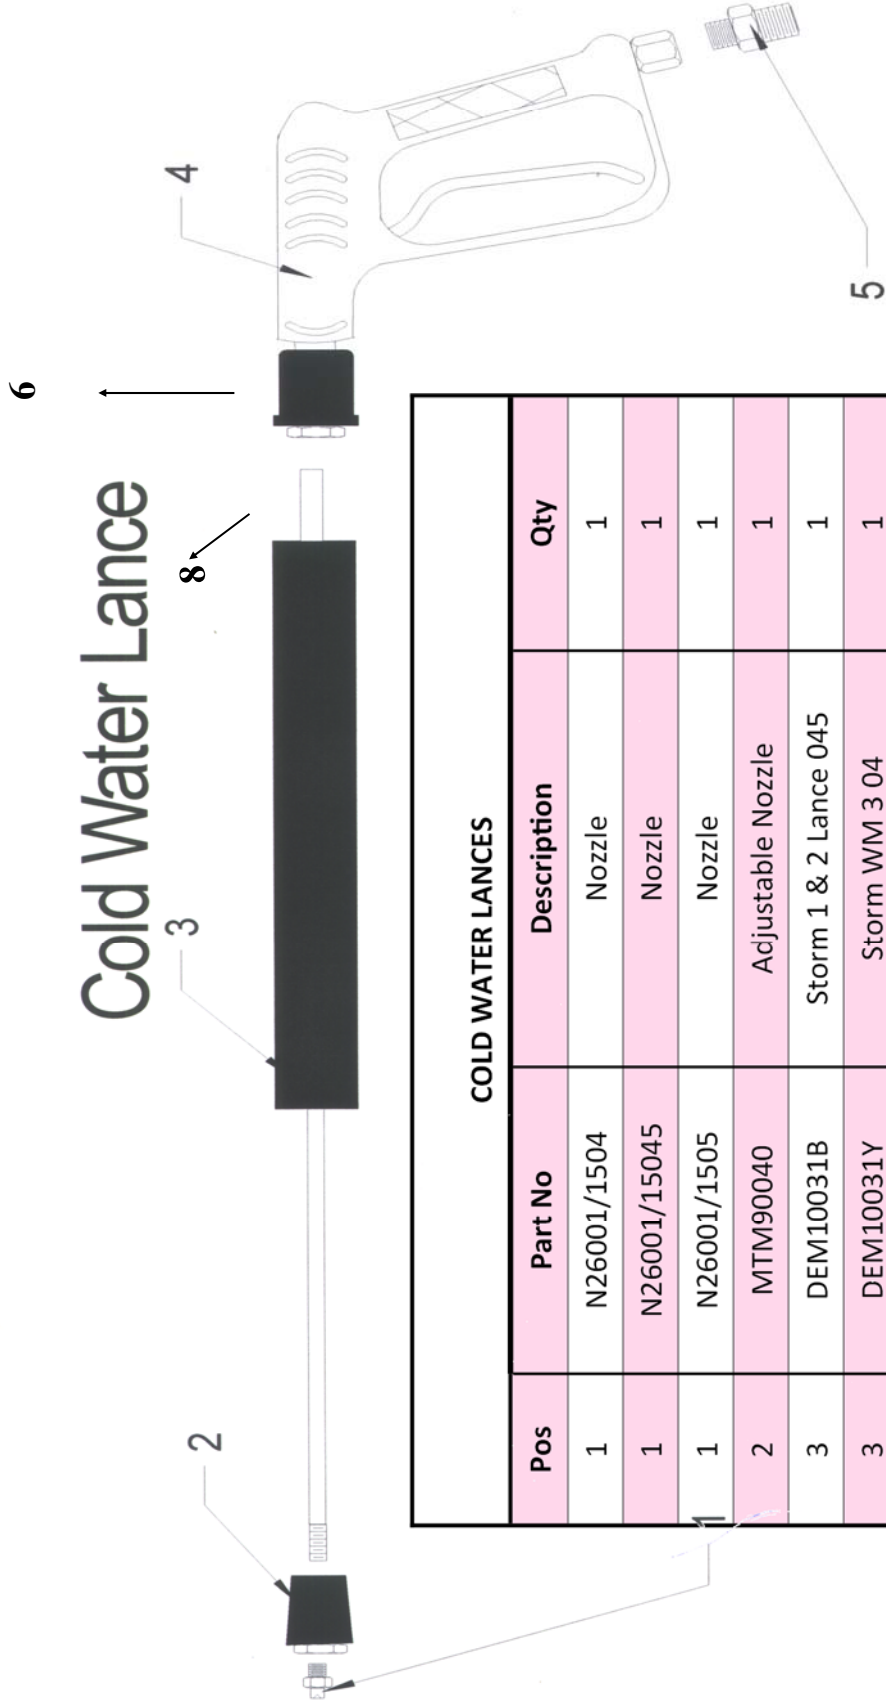 Cold Water Lance
6
4
8
3
5
2
1
COLD WATER LANCES
Pos Part No Description Qty
1 N26001/1504 Nozzle 1
1 N26001/15045 Nozzle 1
1 N26001/1505 Nozzle 1
2 MTM90040 Adjustable Nozzle 1
3 DEM10031B Storm 1 & 2 Lance 045 1
3 DEM10031Y Storm WM 3 04 1